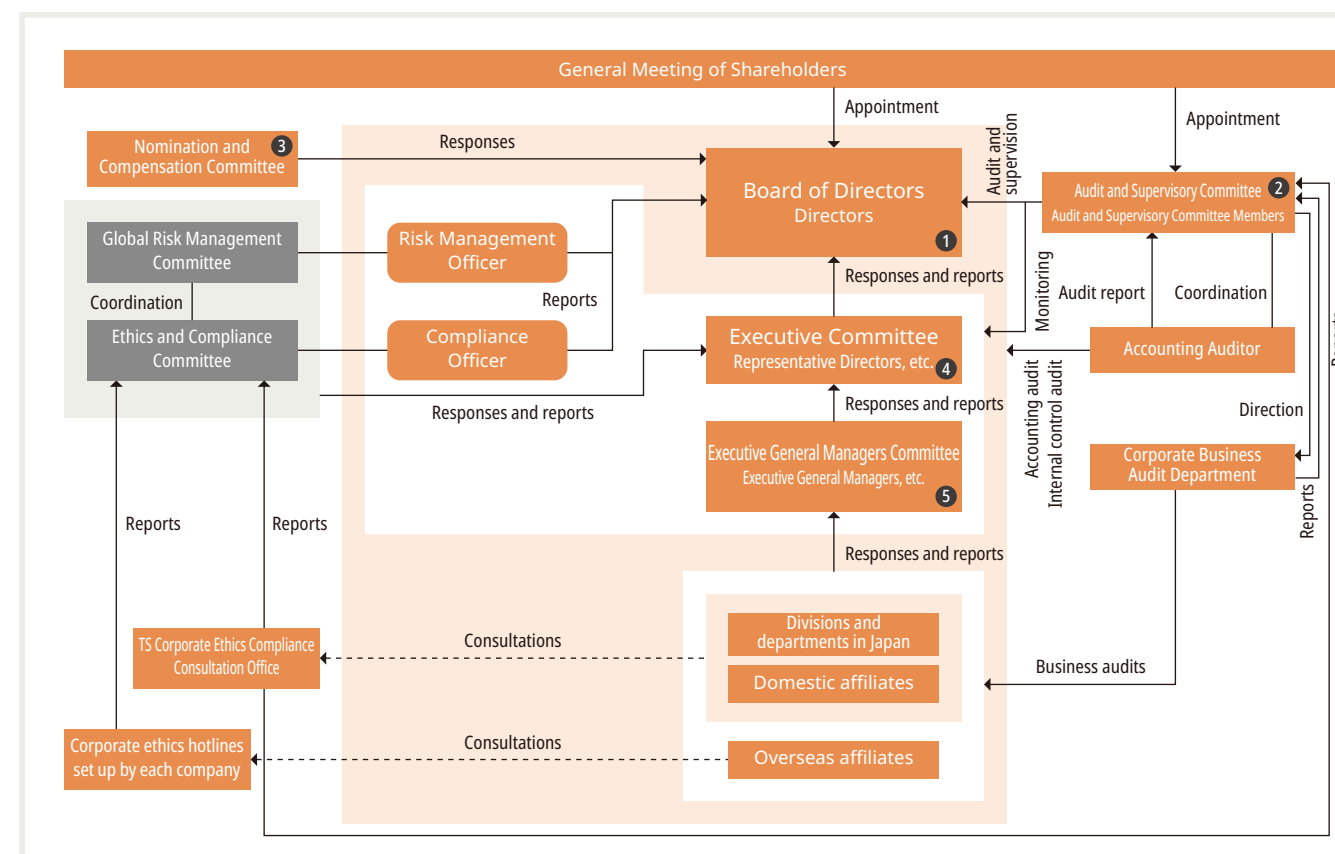 General Meeting of Shareholders
Appointment
Appointment
Nomination and
Compensation Committee
3
Responses
Audit and
supervision
Board of Directors
Directors
1
Audit and Supervisory Committee
2
Audit and Supervisory Committee Members
Global Risk Management
Committee
Risk Management
Officer
Coordination
Reports
Responses and reports
Monitoring
Audit report
Coordination
Ethics and Compliance
Committee
Compliance
Officer
Executive Committee
Representative Directors, etc.
4
Accounting Auditor
Reports
Responses and reports
Responses and reports
Accounting audit
Internal control audit
Direction
Executive General Managers Committee
Executive General Managers, etc.
5
Corporate Business
Audit Department
Reports
Reports
Reports
Responses and reports
Divisions and
departments in Japan
TS Corporate Ethics Compliance
Consultation Office
Consultations
Domestic affiliates
Business audits
Corporate ethics hotlines
set up by each company
Consultations
Overseas affiliates